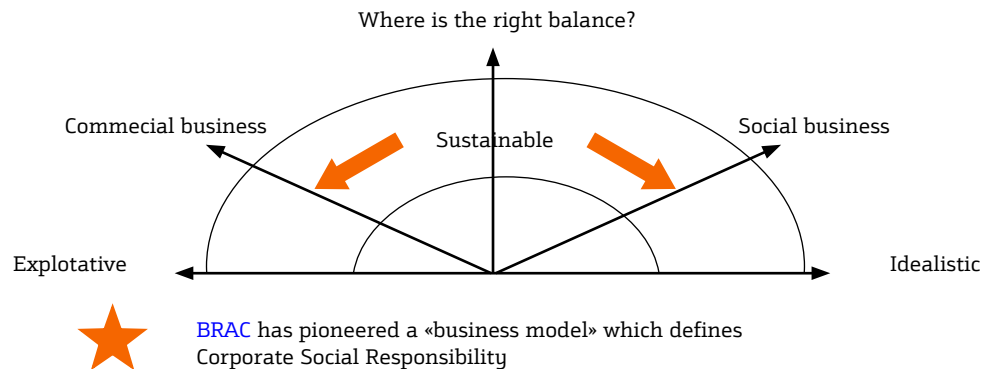 Where is the right balance?
Commecial business
Sustainable
Social business
Explotative
Idealistic
BRAC has pioneered a «business model» which defines
Corporate Social Responsibility